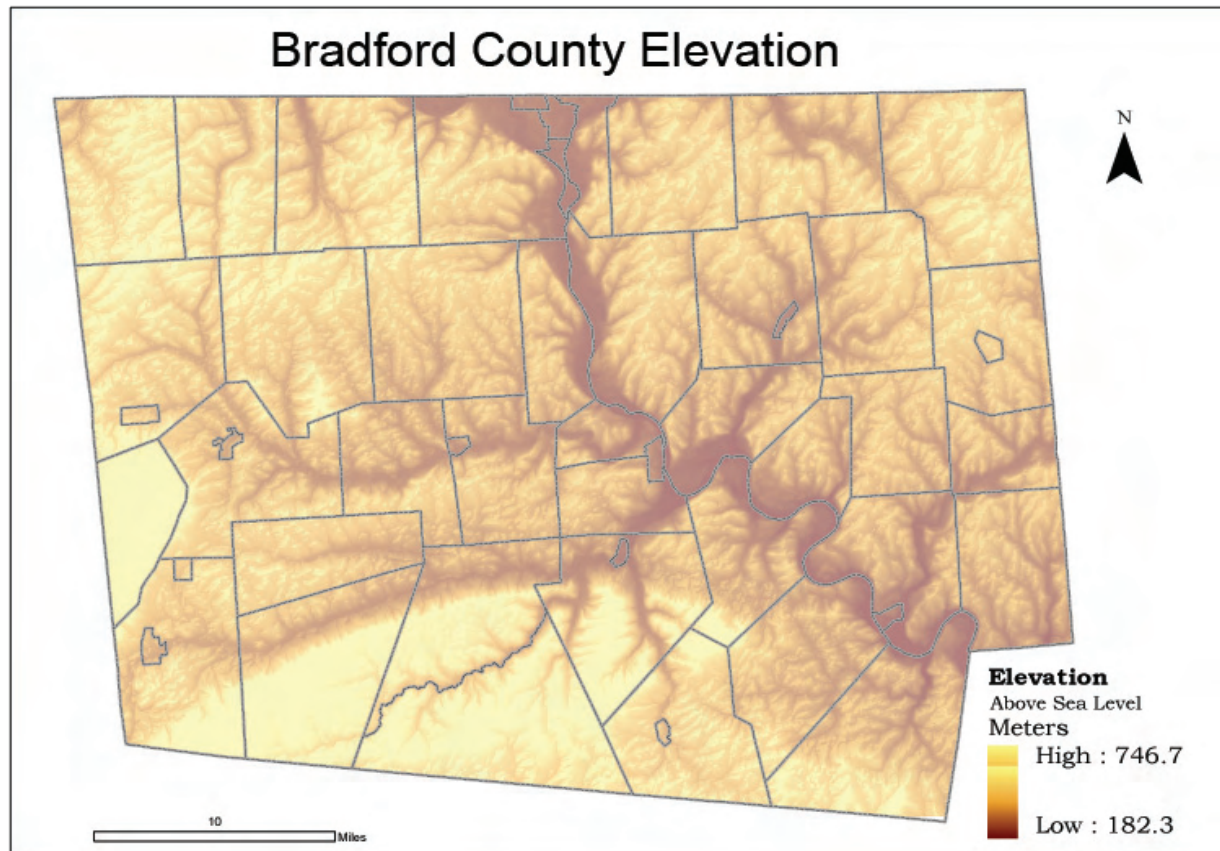 Bradford County Elevation
N
Elevation
Above Sea Level
Meters
High : 746.7
Low : 182.3
10
Miles